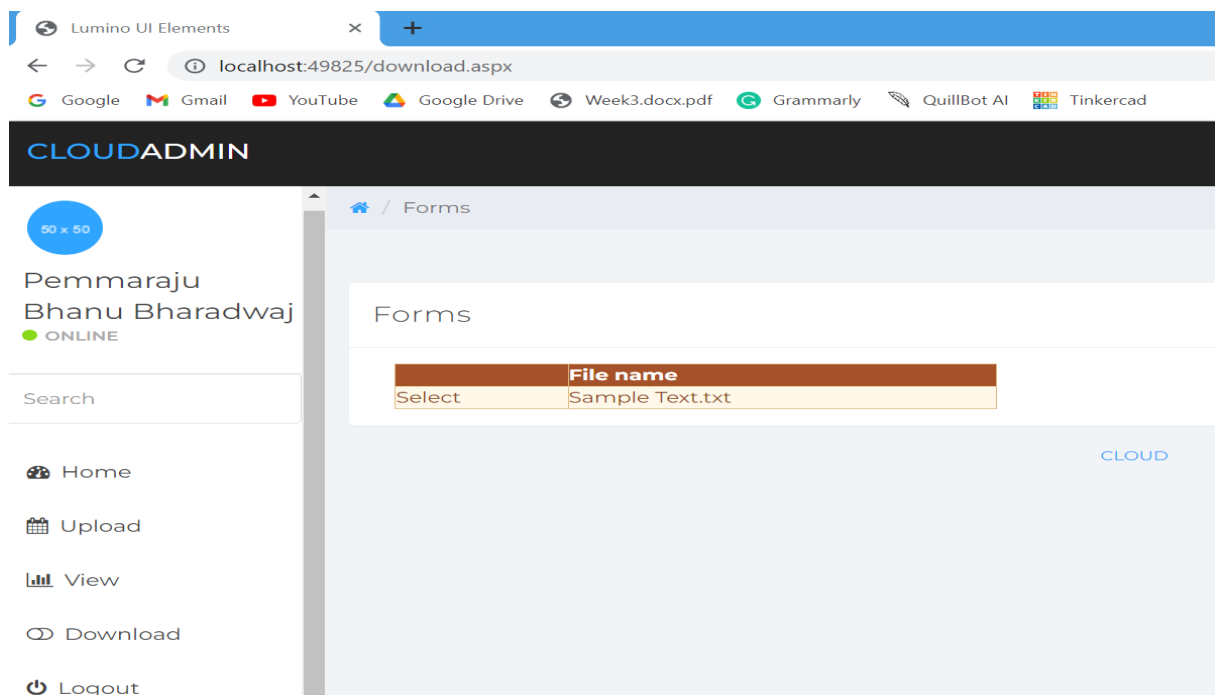 Lumino UI Elements
localhost:49825/download.aspx
Google Gmail YouTube Google Drive Week3.docx.pdf Grammarly QuillBot AI Tinkercad
CLOUDADMIN
50 x 50
Pemmaraju
Bhanu Bharadwaj
ONLINE
Search
Home
Upload
View
Download
Logout
/ Forms
Forms
File name
Select Sample Text.txt
CLOUD